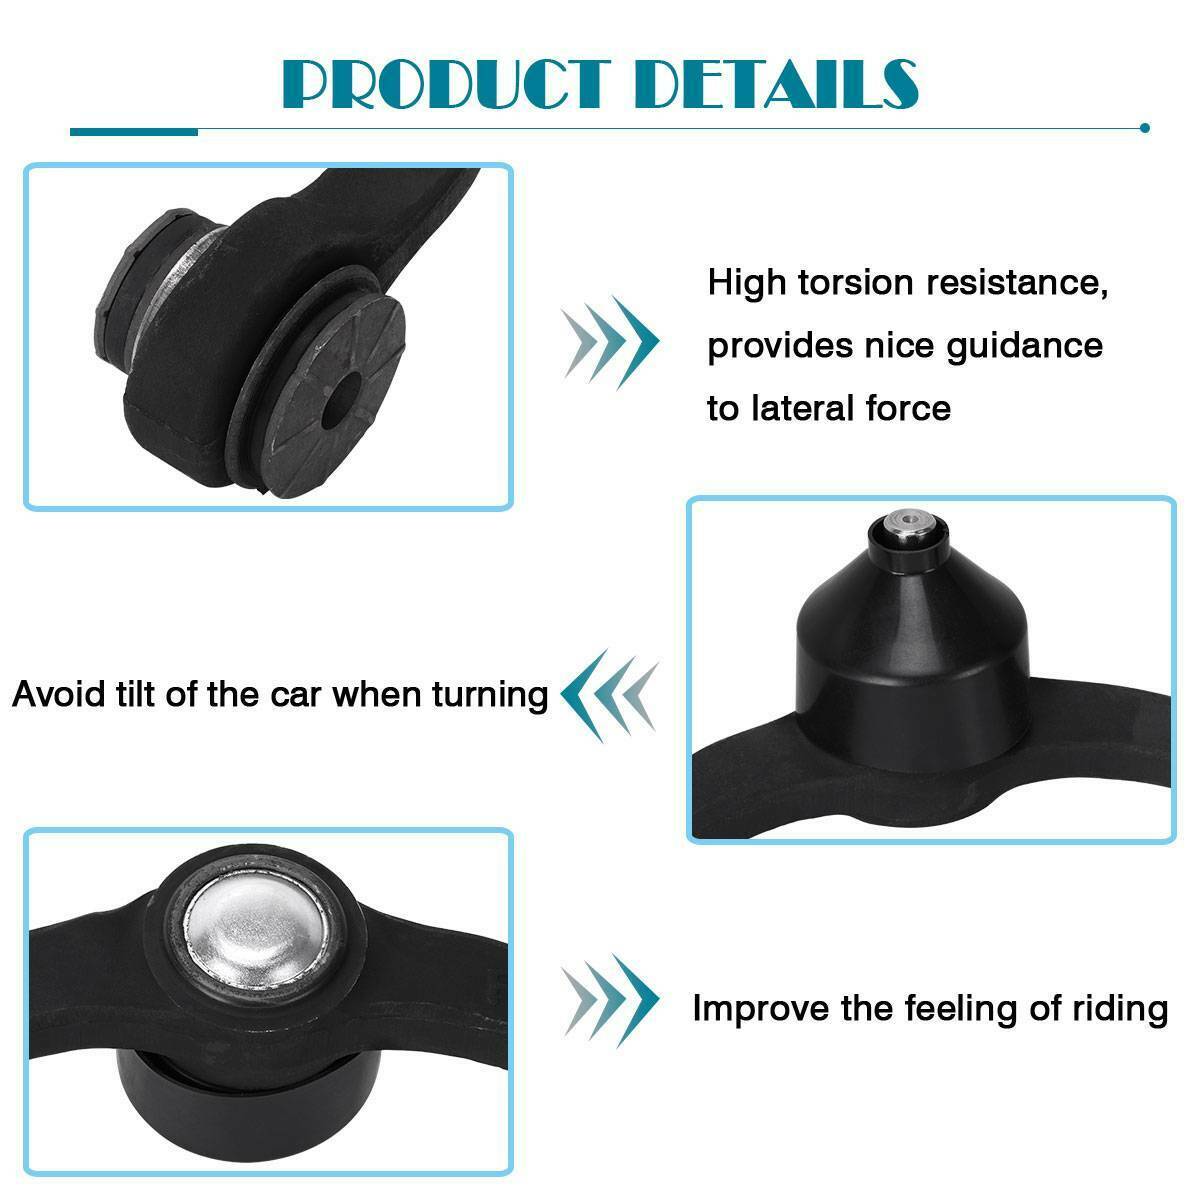 PRODUCT DETAILS
High torsion resistance,
provides nice guidance
to lateral force
Avoid tilt of the car when turning
Improve the feeling of riding